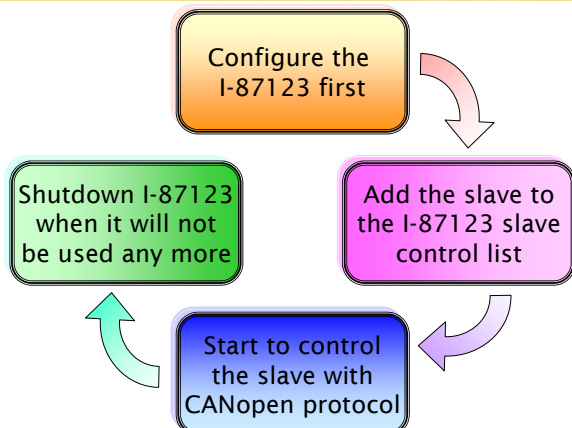 Configure the
I-87123 first
Add the slave to
the I-87123 slave
control list
Start to control
the slave with
CANopen protocol
Shutdown I-87123
when it will not
be used any more